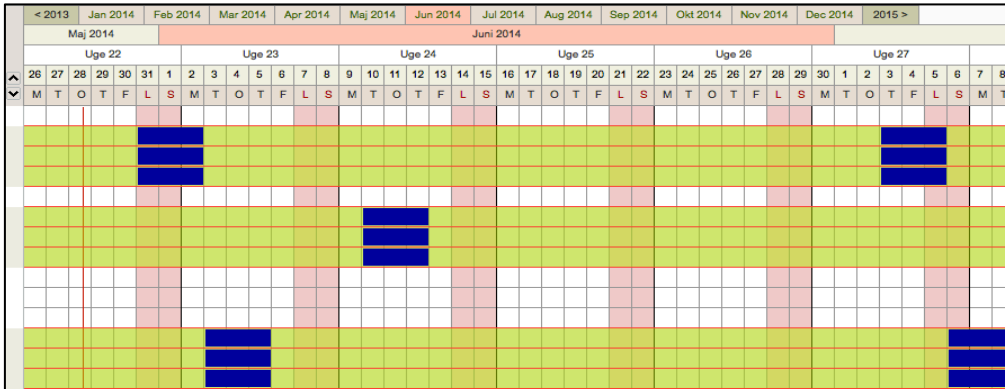 < 2013 Jan 2014 Feb 2014 Mar 2014 Apr 2014 Maj 2014 Jun 2014 Jul 2014 Aug 2014 Sep 2014 Okt 2014 Nov 2014 Dec 2014 2015 >
Maj 2014 Juni 2014
Uge 22 Uge 23 Uge 24 Uge 25 Uge 26 Uge 27
26 27 28 29 30 31 1 2 3 4 5 6 7 8 9 10 11 12 13 14 15 16 17 18 19 20 21 22 23 24 25 26 27 28 29 30 1 2 3 4 5 6 7 8
M T O T F L S M T O T F L S M T O T F L S M T O T F L S M T O T F L S M T O T F L S M T